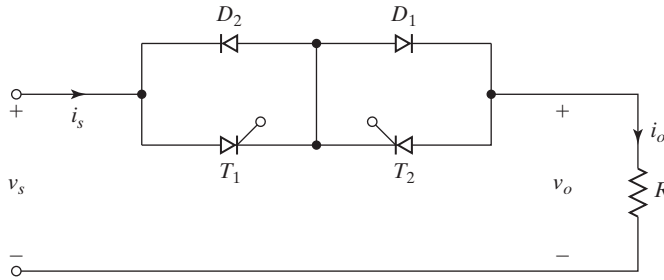 D2 D1
+ is + io
T1 T2
vs vo R
− −